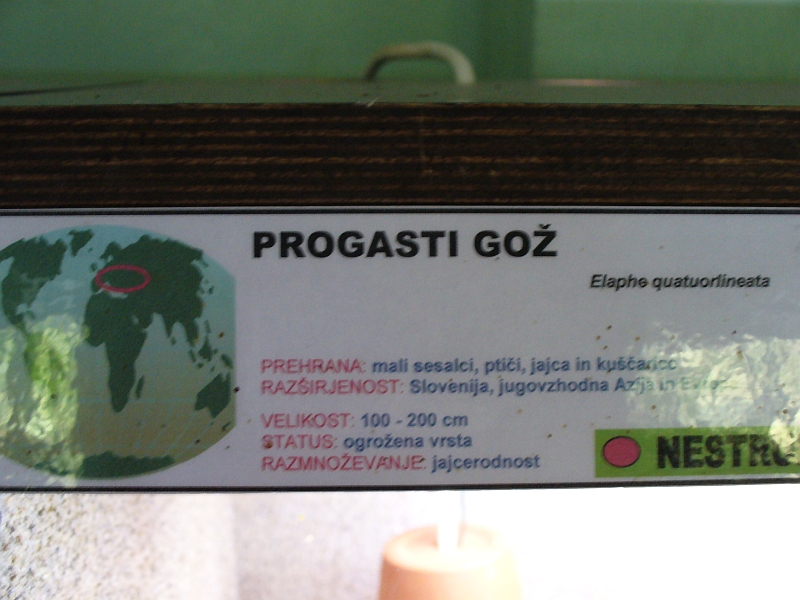 PROGASTI GOŽ
Elaphe quatuorlineata
PREHRANA: mali sesalci, ptiči, jajca in
RAZŠIRJENOST: Slovenija, jugovzhodna Azija in
VELIKOST: 100 - 200 cm
STATUS: ogrožena vrsta
RAZMNOŽEVANJE: jajcerodnost